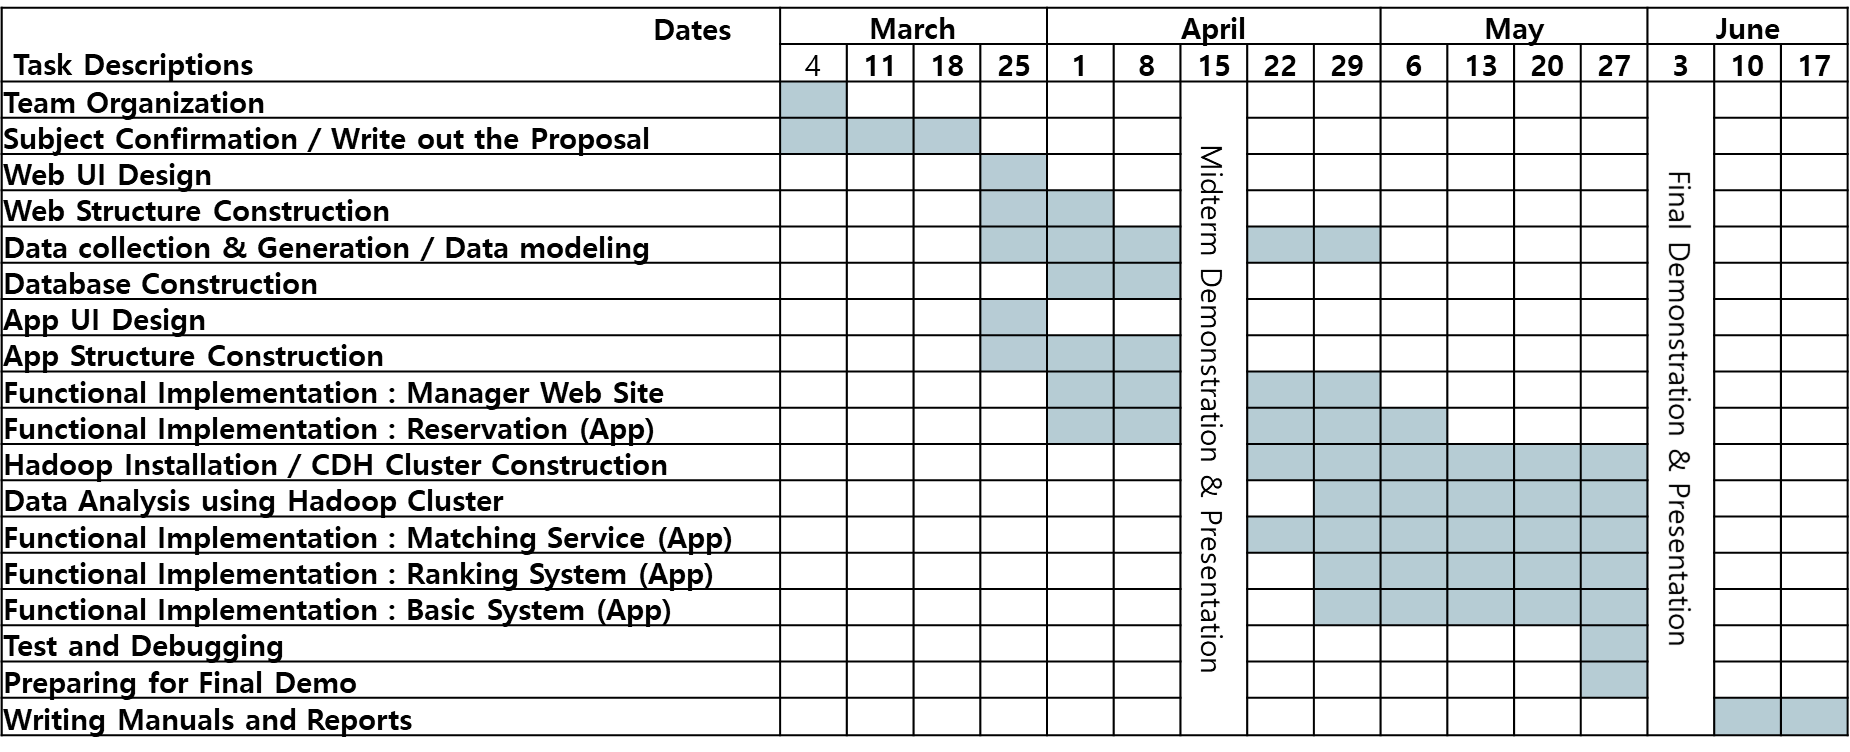 Dates March April May June
Task Descriptions 4 11 18 25 1 8 15 22 29 6 13 20 27 3 10 17
Team Organization
Subject Confirmation / Write out the Proposal
Web UI Design
Web Structure Construction
Data collection & Generation / Data modeling
Database Construction
App UI Design
App Structure Construction
Functional Implementation : Manager Web Site
Functional Implementation : Reservation (App)
Hadoop Installation / CDH Cluster Construction
Data Analysis using Hadoop Cluster
Functional Implementation : Matching Service (App)
Functional Implementation : Ranking System (App)
Functional Implementation : Basic System (App)
Test and Debugging
Preparing for Final Demo
Writing Manuals and Reports
Midterm Demonstration & Presentation
Final Demonstration & Presentation